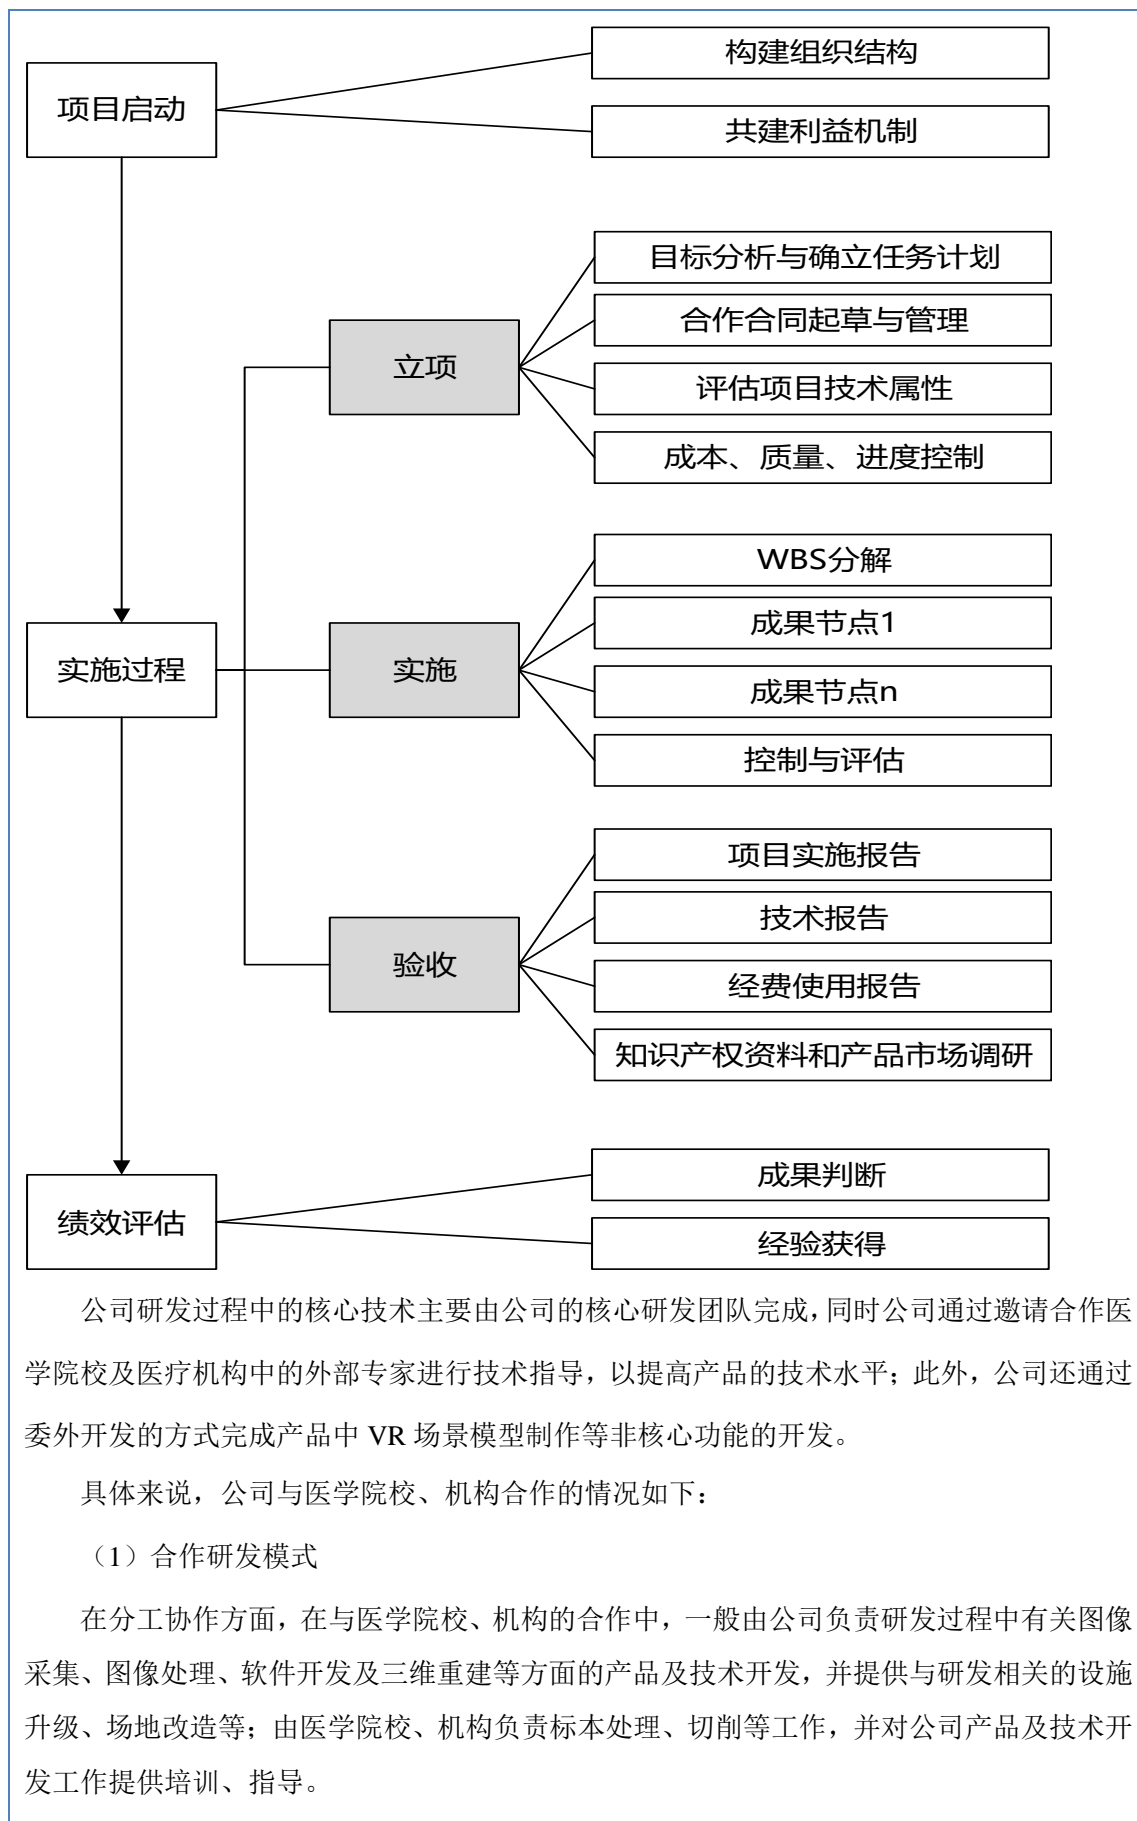 项目启动
构建组织结构
共建利益机制
立项
目标分析与确立任务计划
合作合同起草与管理
评估项目技术属性
成本、质量、进度控制
实施过程
实施
WBS分解
成果节点1
成果节点n
控制与评估
验收
项目实施报告
技术报告
经费使用报告
知识产权资料和产品市场调研
绩效评估
成果判断
经验获得
公司研发过程中的核心技术主要由公司的核心研发团队完成，同时公司通过邀请合作医
学院校及医疗机构中的外部专家进行技术指导，以提高产品的技术水平；此外，公司还通过
委外开发的方式完成产品中 VR 场景模型制作等非核心功能的开发。
具体来说，公司与医学院校、机构合作的情况如下：
（1）合作研发模式
在分工协作方面，在与医学院校、机构的合作中，一般由公司负责研发过程中有关图像
采集、图像处理、软件开发及三维重建等方面的产品及技术开发，并提供与研发相关的设施
升级、场地改造等；由医学院校、机构负责标本处理、切削等工作，并对公司产品及技术开
发工作提供培训、指导。